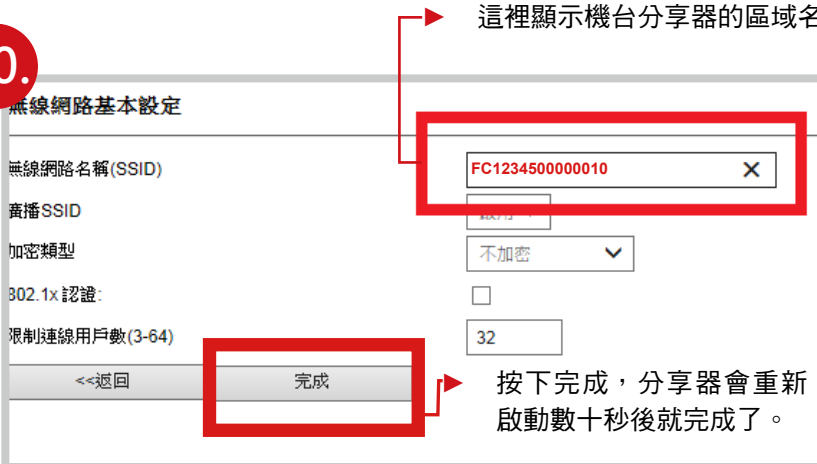 這裡顯示機台分享器的區域名
0.
無線網路基本設定
無線網路名稱(SSID)
FC1234500000010
廣播SSID
啟用
加密類型
不加密
802.1x 認證:
限制連線用戶數(3-64)
32
<<返回
完成
按下完成，分享器會重新
啟動數十秒後就完成了。